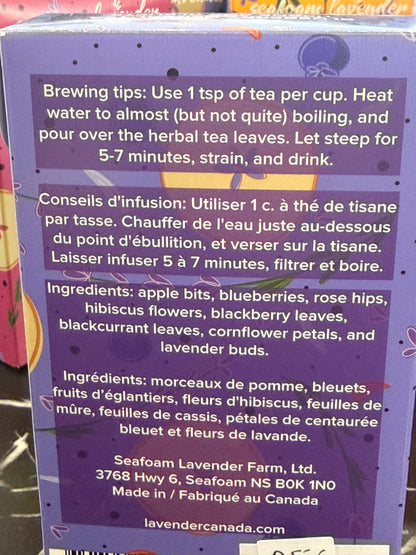 seafoam lavender
Brewing tips: Use 1 tsp of tea per cup. Heat
water to almost (but not quite) boiling, and
pour over the herbal tea leaves. Let steep for
5-7 minutes, strain, and drink.
Conseils d'infusion: Utiliser 1 c. à thé de tisane
par tasse. Chauffer de l'eau juste au-dessous
du point d'ébullition, et verser sur la tisane.
Laisser infuser 5 à 7 minutes, filtrer et boire.
Ingredients: apple bits, blueberries, rose hips,
hibiscus flowers, blackberry leaves,
blackcurrant leaves, cornflower petals, and
lavender buds.
Ingrédients: morceaux de pomme, bleuets,
fruits d'églantiers, fleurs d'hibiscus, feuilles de
mûre, feuilles de cassis, pétales de centaurée
bleuet et fleurs de lavande.
Seafoam Lavender Farm, Ltd.
3768 Hwy 6, Seafoam NS B0K 1N0
Made in / Fabriqué au Canada
lavendercanada.com